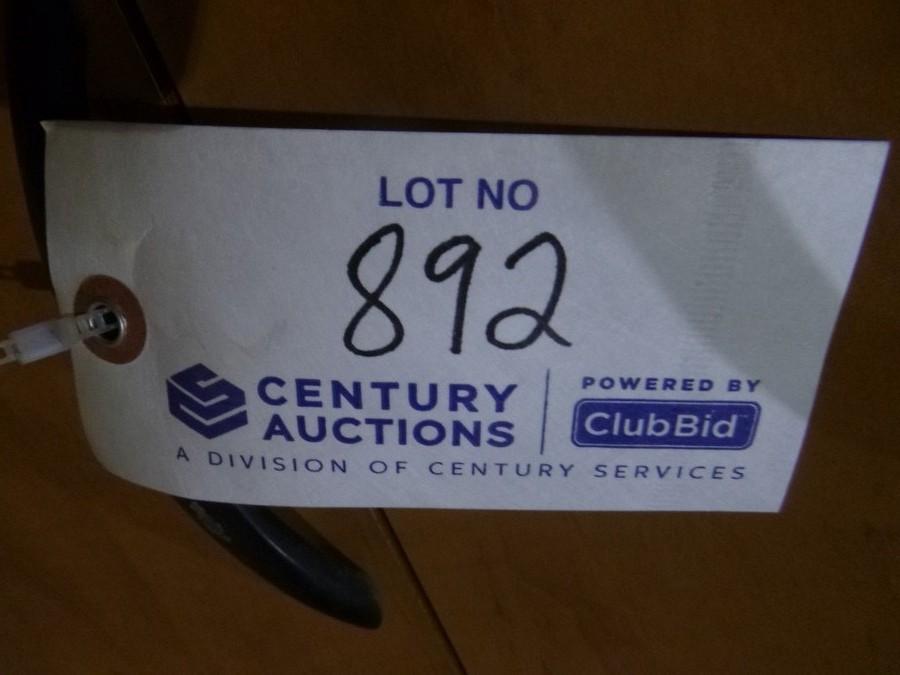 LOT NO
892
CENTURY
AUCTIONS
A DIVISION OF CENTURY SERVICES
POWERED BY
ClubBid